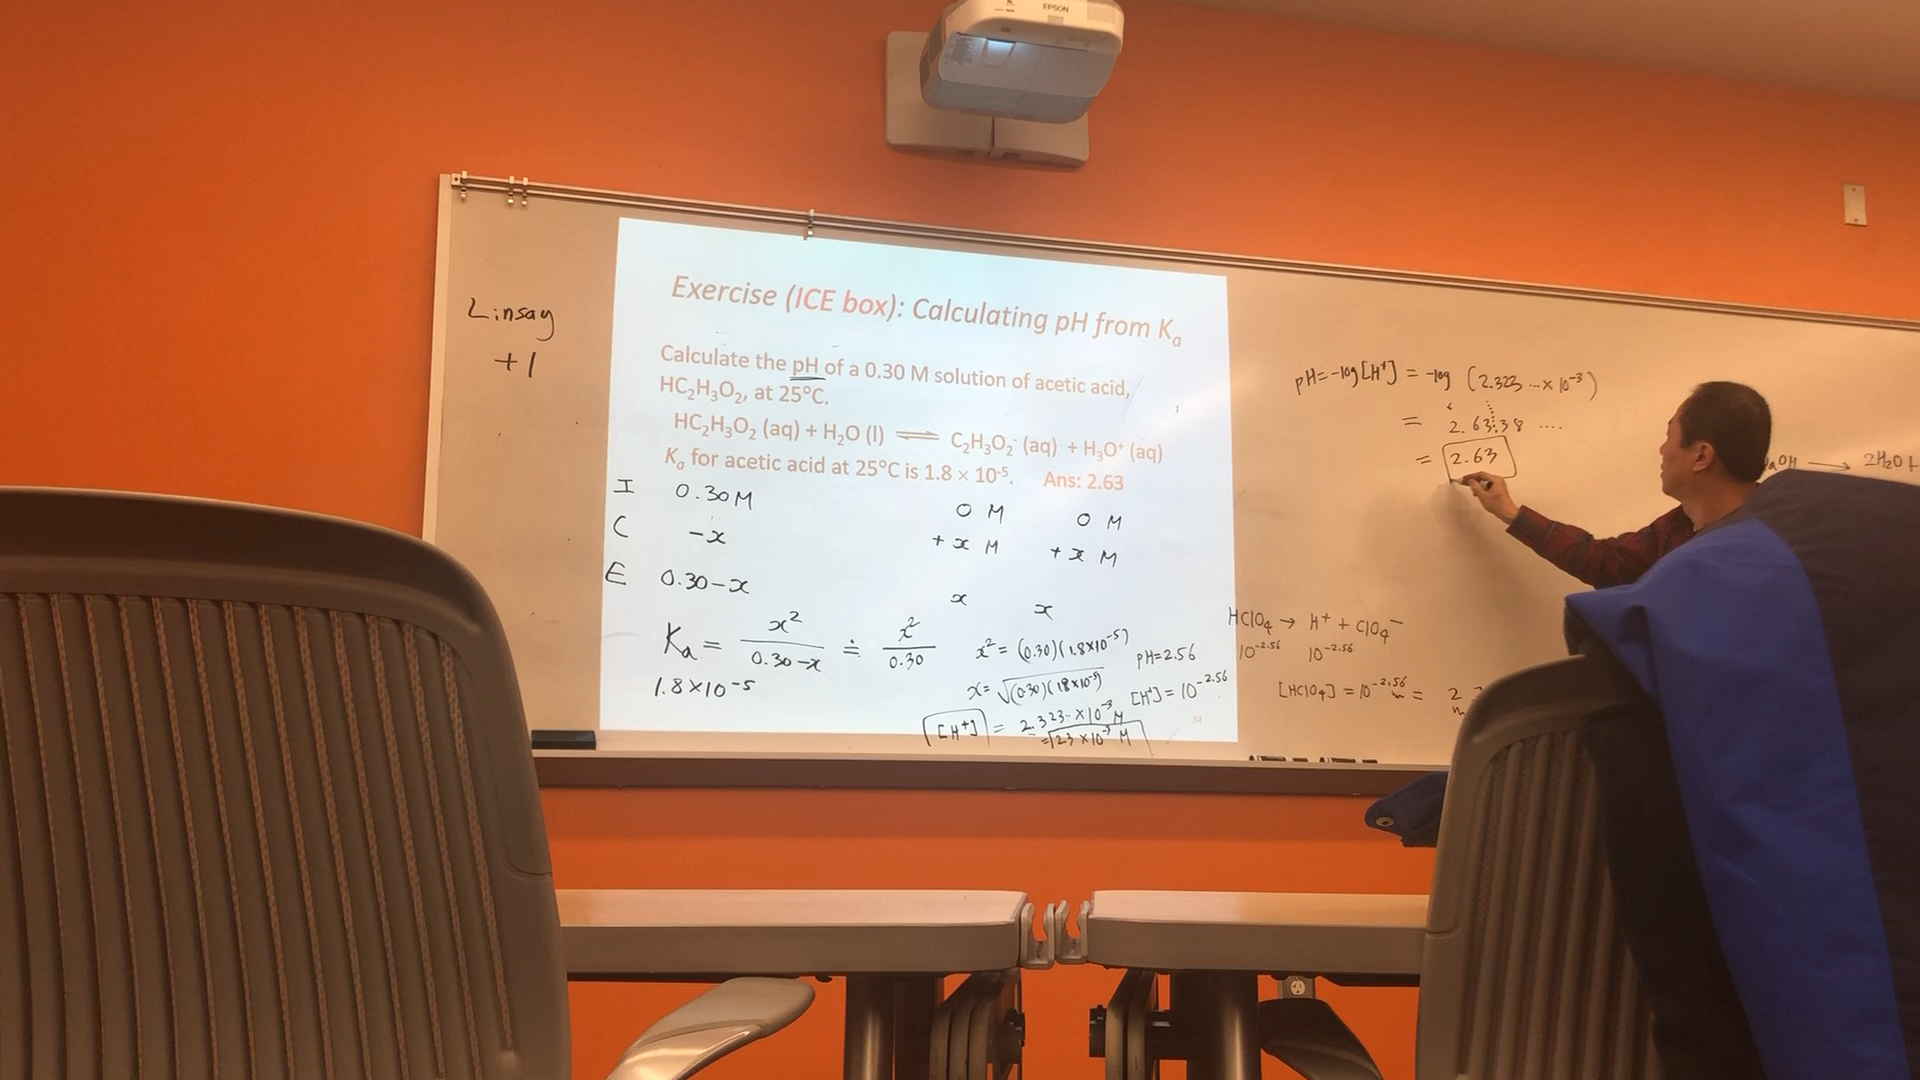 EPSON
Linsay
+1
Exercise (ICE box): Calculating pH from Ka
Calculate the pH of a 0.30 M solution of acetic acid,
HC₂H₃O₂, at 25°C.
HC₂H₃O₂ (aq) + H₂O (l) ⇌ C₂H₃O₂⁻ (aq) + H₃O⁺ (aq)
Ka for acetic acid at 25°C is 1.8 × 10⁻⁵. Ans: 2.63
I 0.30 M 0 M 0 M
C -x + x M + x M
E 0.30-x x x
Ka = x²/0.30-x ≐ x²/0.30
1.8×10⁻⁵
x² = (0.30)(1.8×10⁻⁵)
x = √(0.30)(1.8×10⁻⁵)
[H⁺] = 2.323..×10⁻³ M
= 2.3 ×10⁻³ M
34
pH=2.56
[H⁺] = 10⁻²·⁵⁶
pH=-log[H⁺] = -log (2.323 ...×10⁻³)
= 2.6338 ....
= 2.63
aOH → 2H₂O +
HClO₄ → H⁺ + ClO₄⁻
10⁻²·⁵⁶ 10⁻²·⁵⁶
[HClO₄] = 10⁻²·⁵⁶ = 2